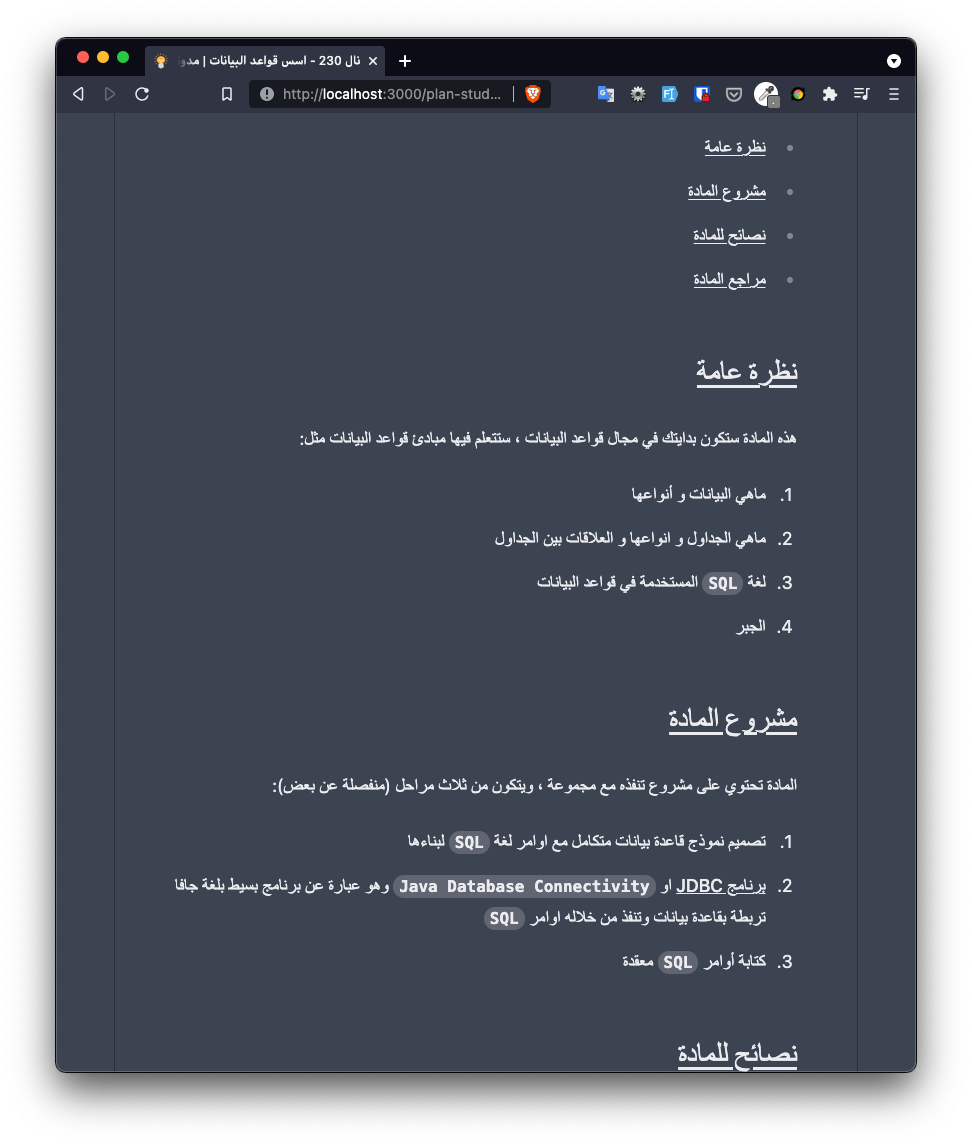 نال 230 - اسس قواعد البيانات | مدو
http://localhost:3000/plan-stud...
نظرة عامة
مشروع المادة
نصائح للمادة
مراجع المادة
نظرة عامة
هذه المادة ستكون بدايتك في مجال قواعد البيانات ، ستتعلم فيها مبادئ قواعد البيانات مثل:
1. ماهي البيانات و أنواعها
2. ماهي الجداول و انواعها و العلاقات بين الجداول
3. لغة SQL المستخدمة في قواعد البيانات
4. الجبر
مشروع المادة
المادة تحتوي على مشروع تنفذه مع مجموعة ، ويتكون من ثلاث مراحل (منفصلة عن بعض):
1. تصميم نموذج قاعدة بيانات متكامل مع اوامر لغة SQL لبناءها
2. برنامج JDBC او Java Database Connectivity وهو عبارة عن برنامج بسيط بلغة جافا
تربطة بقاعدة بيانات وتنفذ من خلاله اوامر SQL
3. كتابة أوامر SQL معقدة
نصائح للمادة